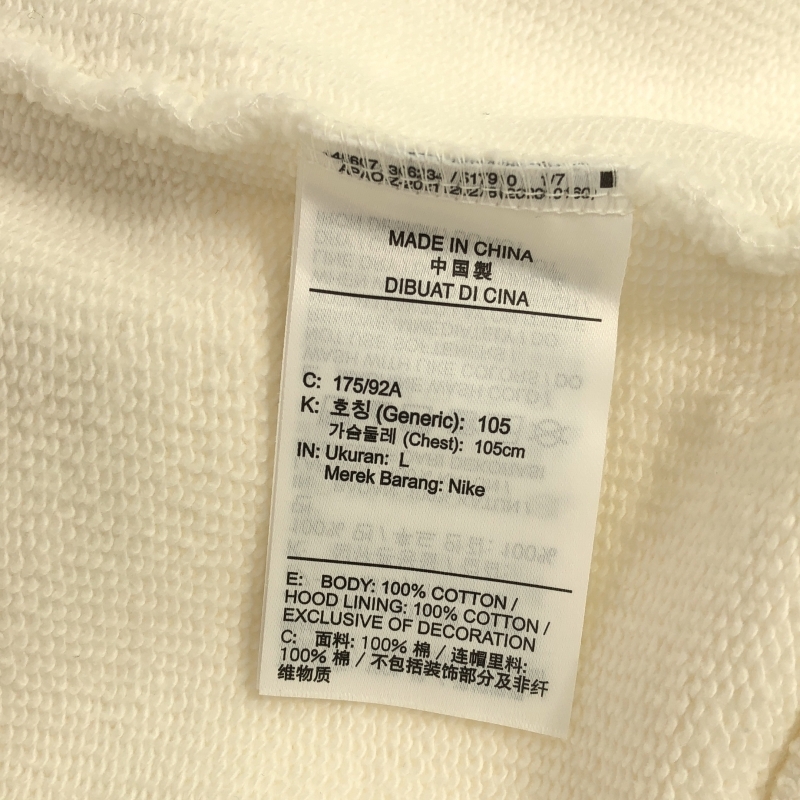 MADE IN CHINA
中国製
DIBUAT DI CINA
C: 175/92A
K: 호칭 (Generic): 105
가슴둘레 (Chest): 105cm
IN: Ukuran: L
Merek Barang: Nike
E: BODY: 100% COTTON /
HOOD LINING: 100% COTTON /
EXCLUSIVE OF DECORATION
C: 面料: 100% 棉 / 连帽里料:
100% 棉 / 不包括装饰部分及非纤
维物质